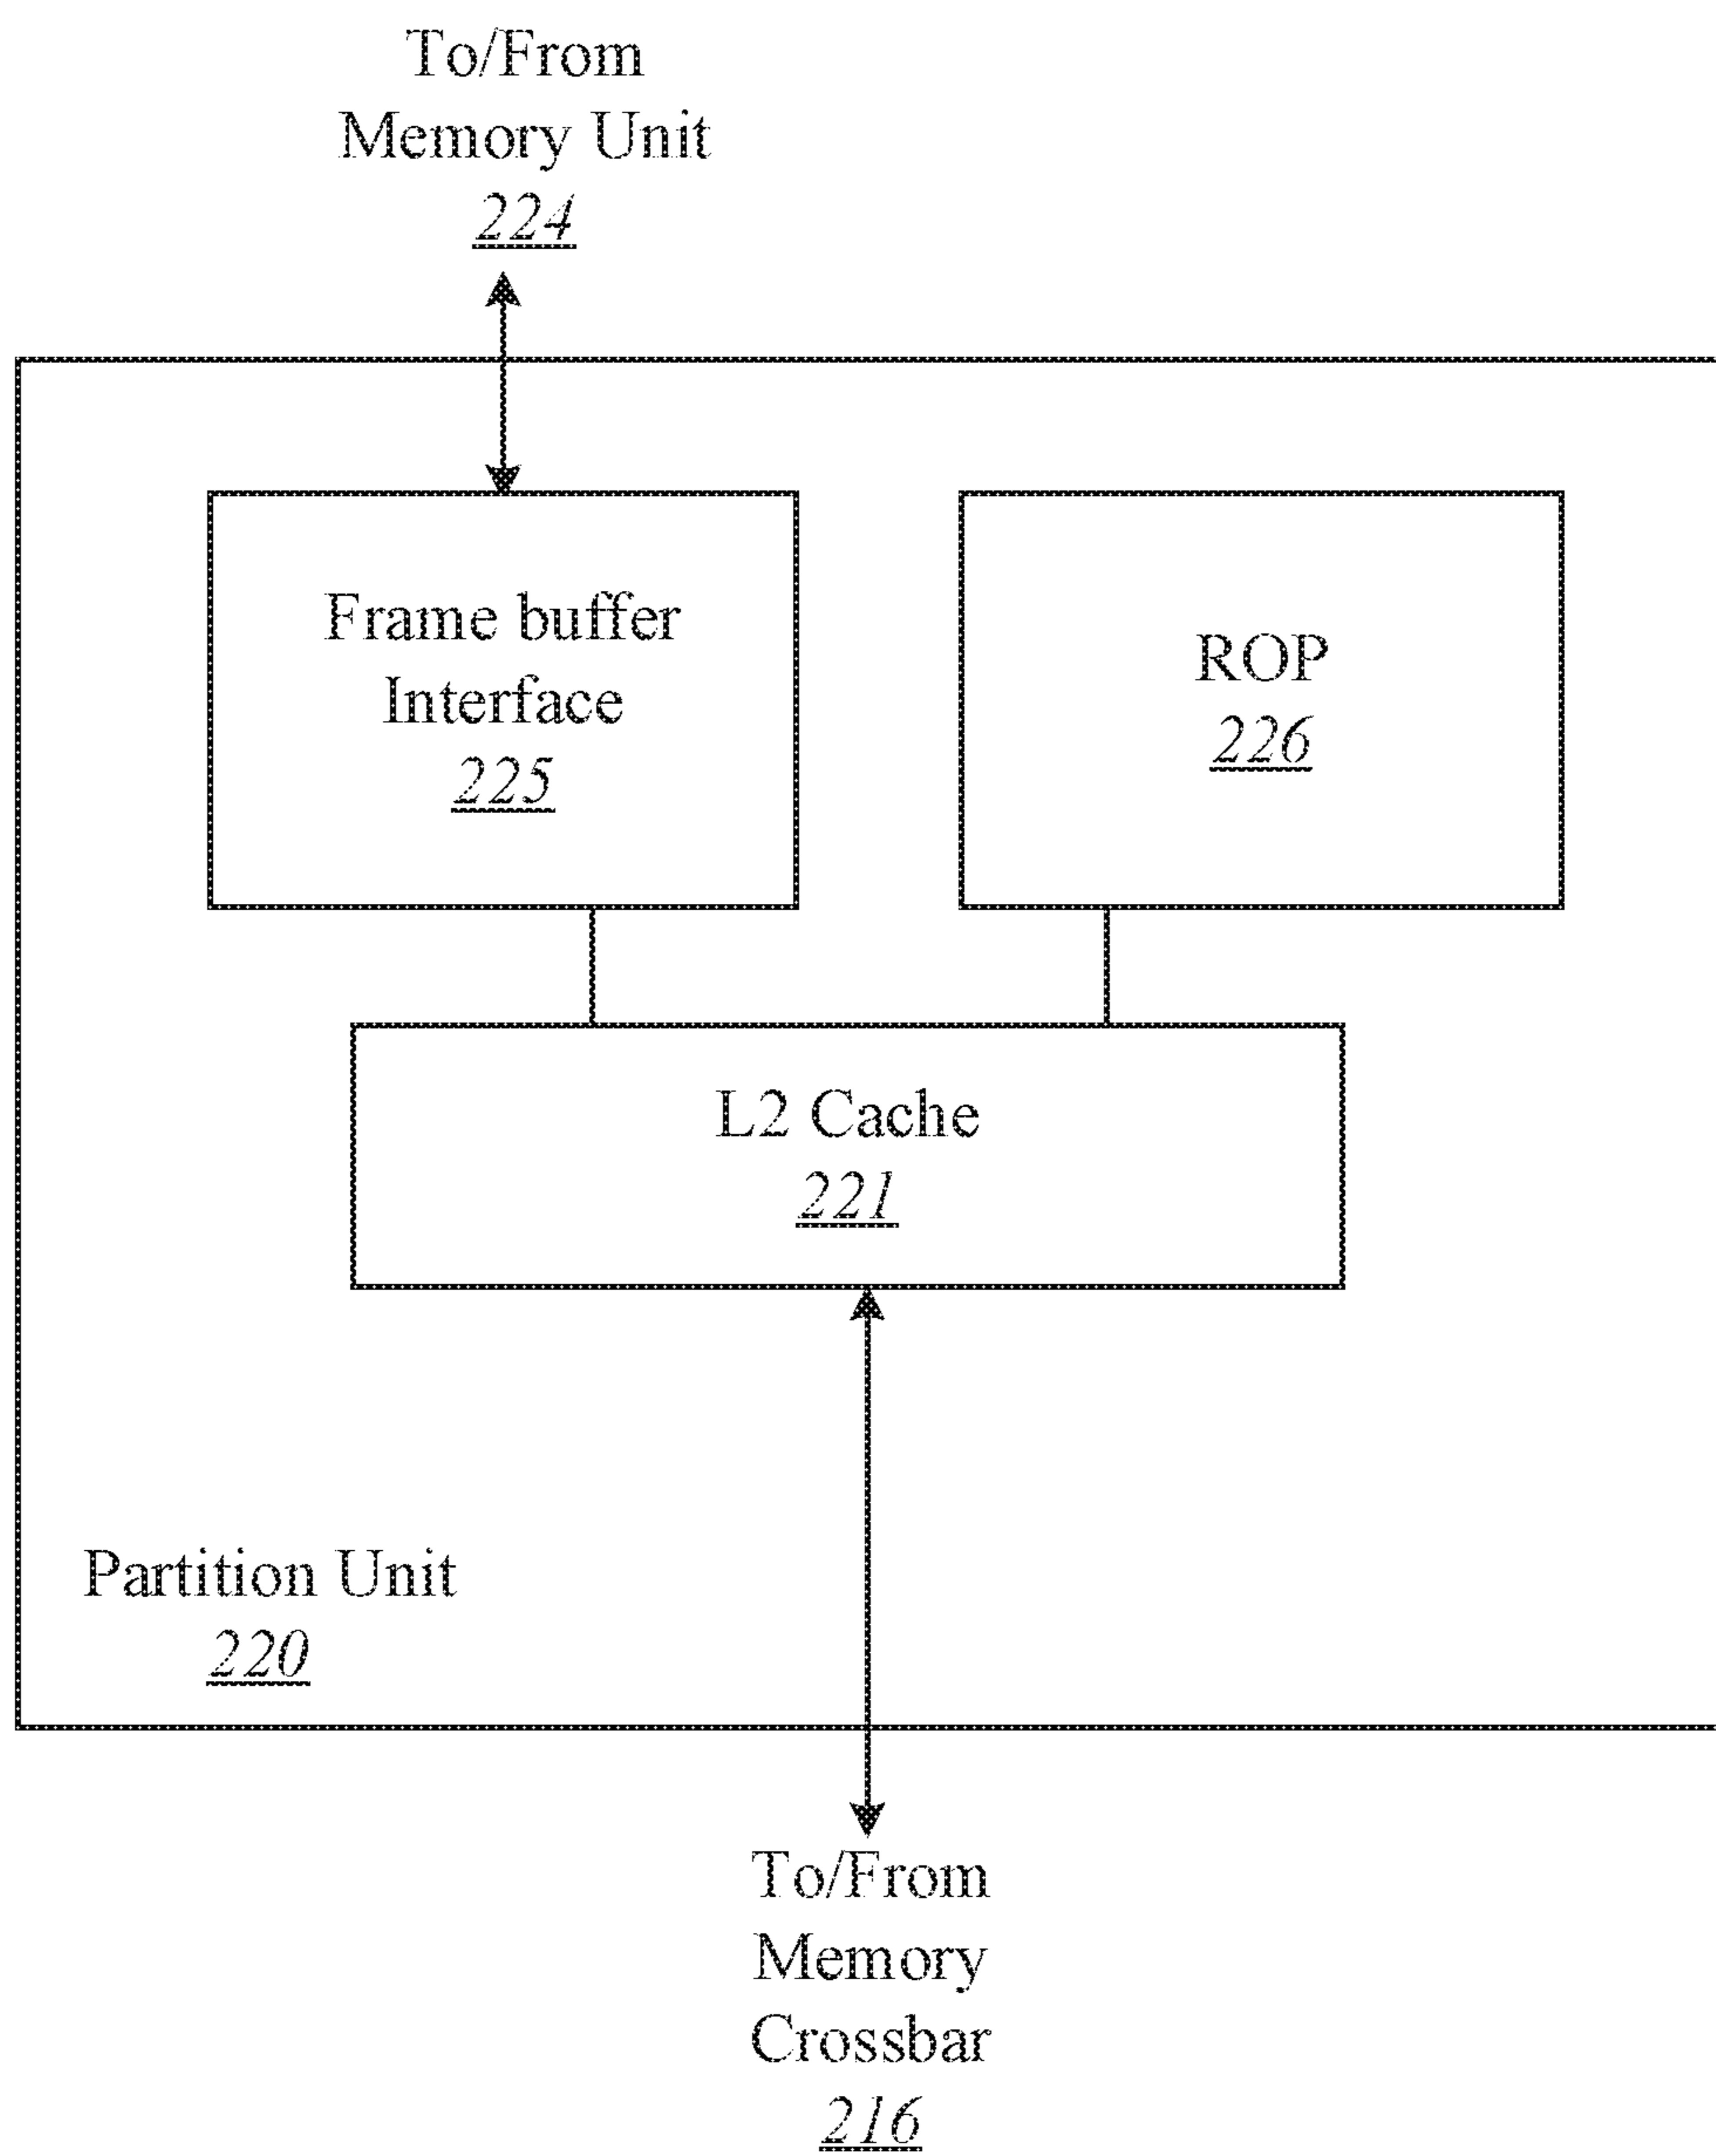 To/From
Memory Unit
224
Frame buffer
Interface
225
ROP
226
L2 Cache
221
Partition Unit
220
To/From
Memory
Crossbar
216